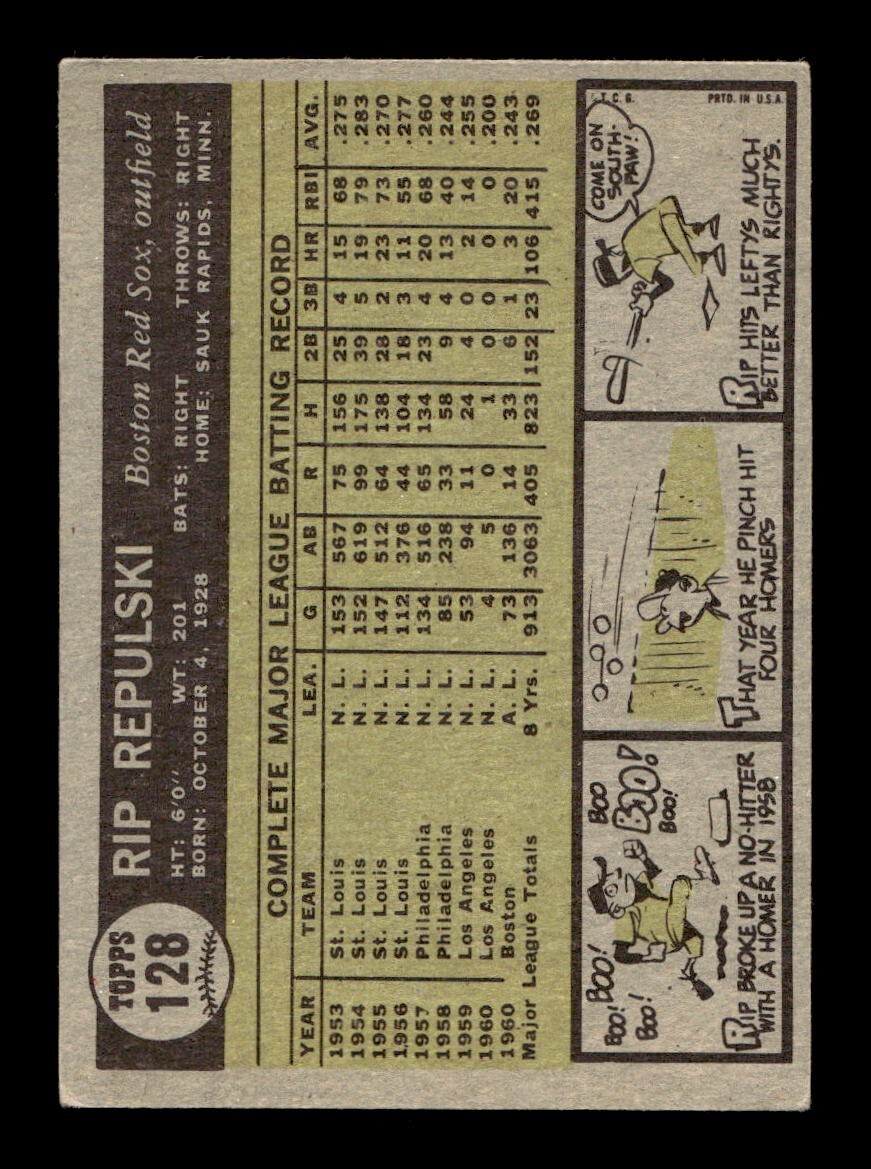 TOPPS
128
RIP REPULSKI Boston Red Sox, outfield
HT: 6'0" WT: 201 BATS: RIGHT THROWS: RIGHT
BORN: OCTOBER 4, 1928 HOME: SAUK RAPIDS, MINN.
COMPLETE MAJOR LEAGUE BATTING RECORD
YEAR TEAM LEA. G AB R H 2B 3B HR RBI AVG.
1953 St. Louis N. L. 153 567 75 156 25 4 15 68 .275
1954 St. Louis N. L. 152 619 99 175 39 5 19 79 .283
1955 St. Louis N. L. 147 512 64 138 28 2 23 73 .270
1956 St. Louis N. L. 112 376 44 104 18 3 11 55 .277
1957 Philadelphia N. L. 134 516 65 134 23 4 20 68 .260
1958 Philadelphia N. L. 85 238 33 58 9 4 13 40 .244
1959 Los Angeles N. L. 53 94 11 24 4 0 2 14 .255
1960 Los Angeles N. L. 4 5 0 1 0 0 0 0 .200
1960 Boston A. L. 73 136 14 33 6 1 3 20 .243
Major League Totals 8 Yrs. 913 3063 405 823 152 23 106 415 .269
BOO! BOO!
BOO!
BOO
BOO!
BOO!
RIP BROKE UP A NO-HITTER
WITH A HOMER IN 1958
THAT YEAR HE PINCH HIT
FOUR HOMERS
T.C.G. PRTD. IN U.S.A.
COME ON
SOUTH-
PAW!
RIP HITS LEFTYS MUCH
BETTER THAN RIGHTYS.